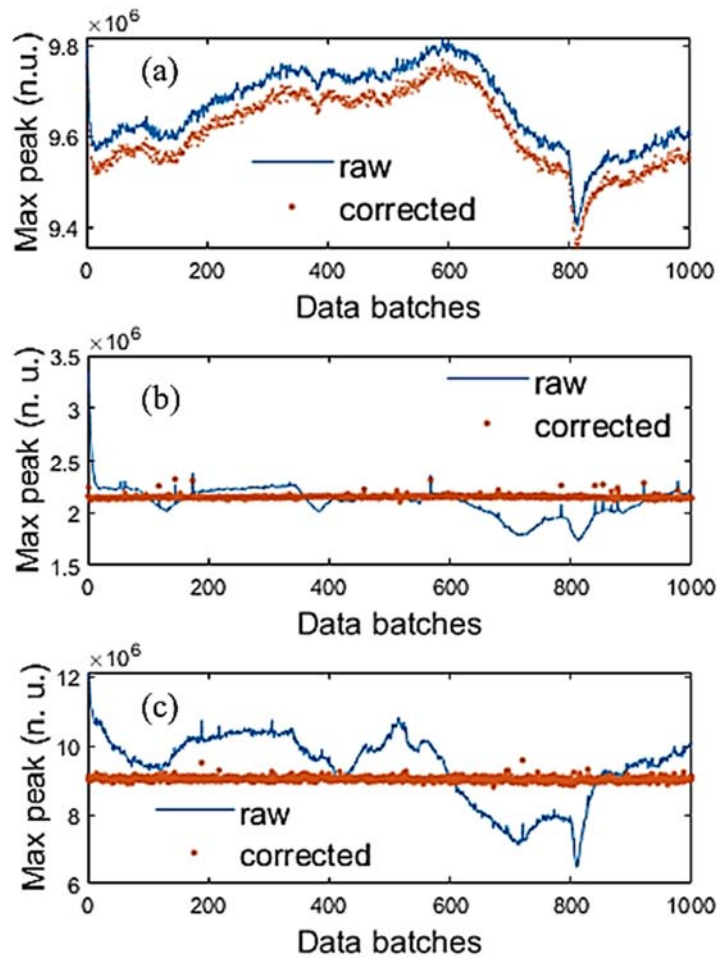 ×10⁶
9.8
(a)
Max peak (n.u.)
9.6
raw
corrected
9.4
0 200 400 600 800 1000
Data batches
×10⁶
3.5
(b)
raw
Max peak (n. u.)
3
corrected
2.5
2
1.5
0 200 400 600 800 1000
Data batches
×10⁶
12
(c)
Max peak (n. u.)
10
8
raw
corrected
6
0 200 400 600 800 1000
Data batches